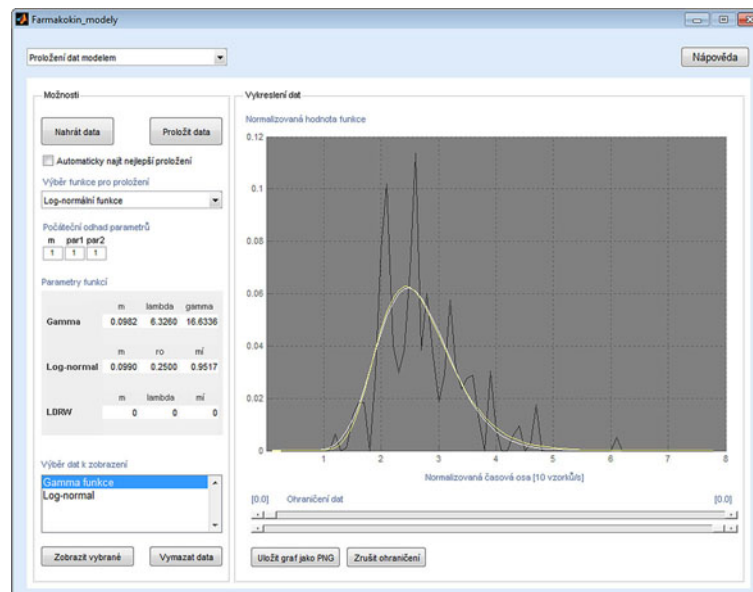 Farmakokin_modely
Proložení dat modelem
Nápověda
Možnosti
Nahrát data
Proložit data
Automaticky najít nejlepší proložení
Výběr funkce pro proložení
Log-normální funkce
Počáteční odhad parametrů
m par1 par2
1 1 1
Parametry funkcí
m lambda gamma
Gamma 0.0982 6.3260 16.6336
m ro mí
Log-normal 0.0990 0.2500 0.9517
m lambda mí
LDRW 0 0 0
Výběr dat k zobrazení
Gamma funkce
Log-normal
Zobrazit vybrané
Vymazat data
Vykreslení dat
Normalizovaná hodnota funkce
0.12
0.1
0.08
0.06
0.04
0.02
0
1 2 3 4 5 6 7 8
Normalizovaná časová osa [10 vzorků/s]
[0.0] Ohraničení dat [0.0]
Uložit graf jako PNG
Zrušit ohraničení